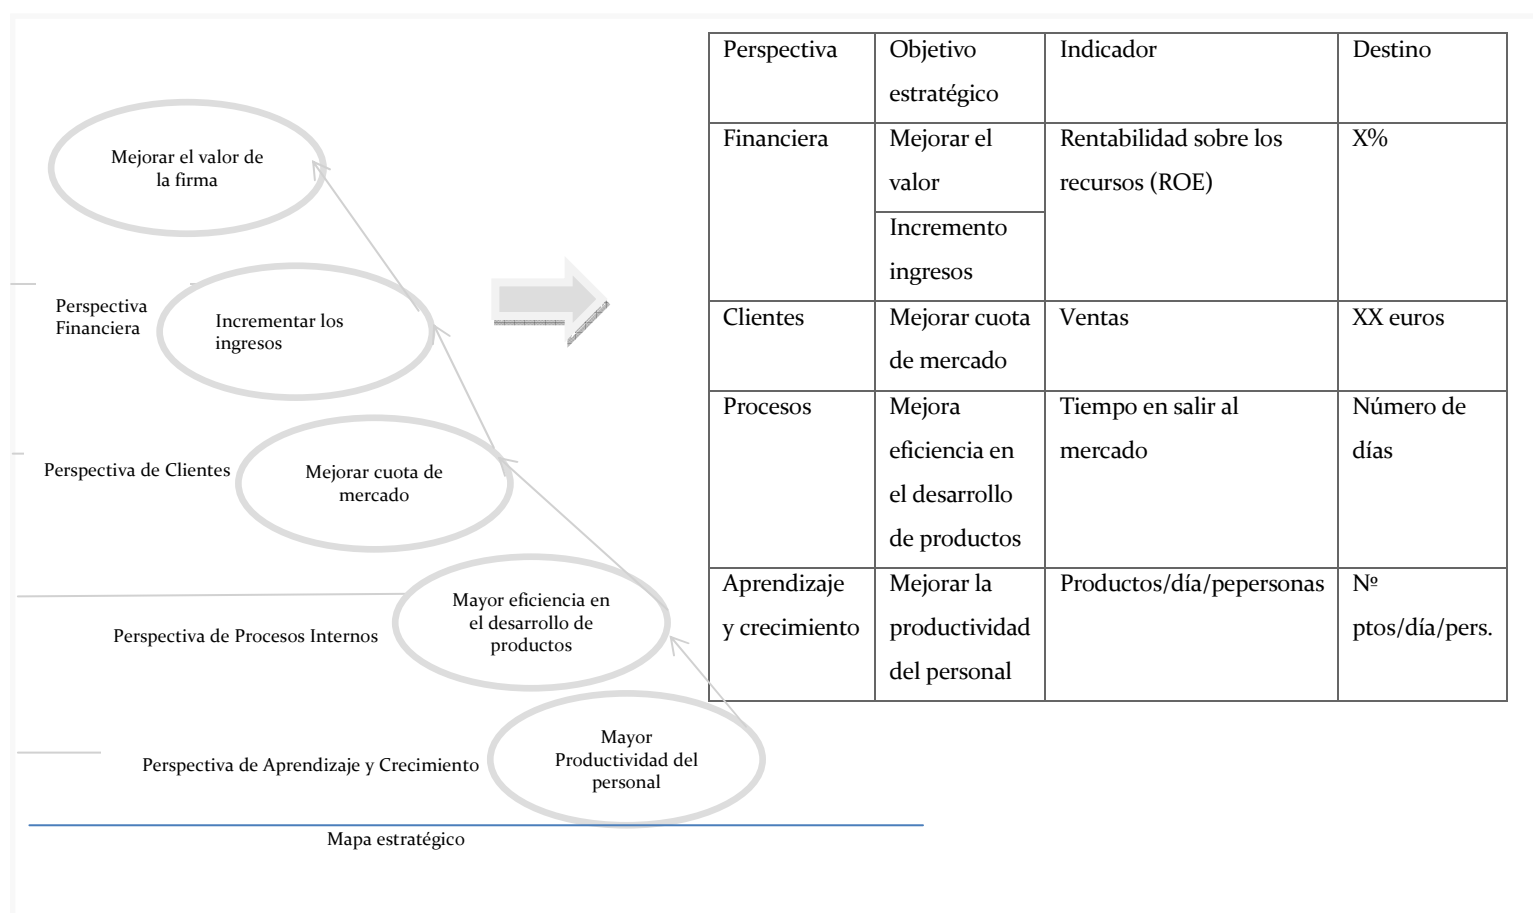 Mejorar el valor de
la firma
Perspectiva
Financiera
Incrementar los
ingresos
Perspectiva de Clientes
Mejorar cuota de
mercado
Mayor eficiencia en
el desarrollo de
productos
Perspectiva de Procesos Internos
Mayor
Productividad del
personal
Perspectiva de Aprendizaje y Crecimiento
Mapa estratégico
Perspectiva
Objetivo
estratégico
Indicador
Destino
Financiera
Mejorar el
valor
Incremento
ingresos
Rentabilidad sobre los
recursos (ROE)
X%
Clientes
Mejorar cuota
de mercado
Ventas
XX euros
Procesos
Mejora
eficiencia en
el desarrollo
de productos
Tiempo en salir al
mercado
Número de
días
Aprendizaje
y crecimiento
Mejorar la
productividad
del personal
Productos/día/pepersonas
Nº
ptos/día/pers.